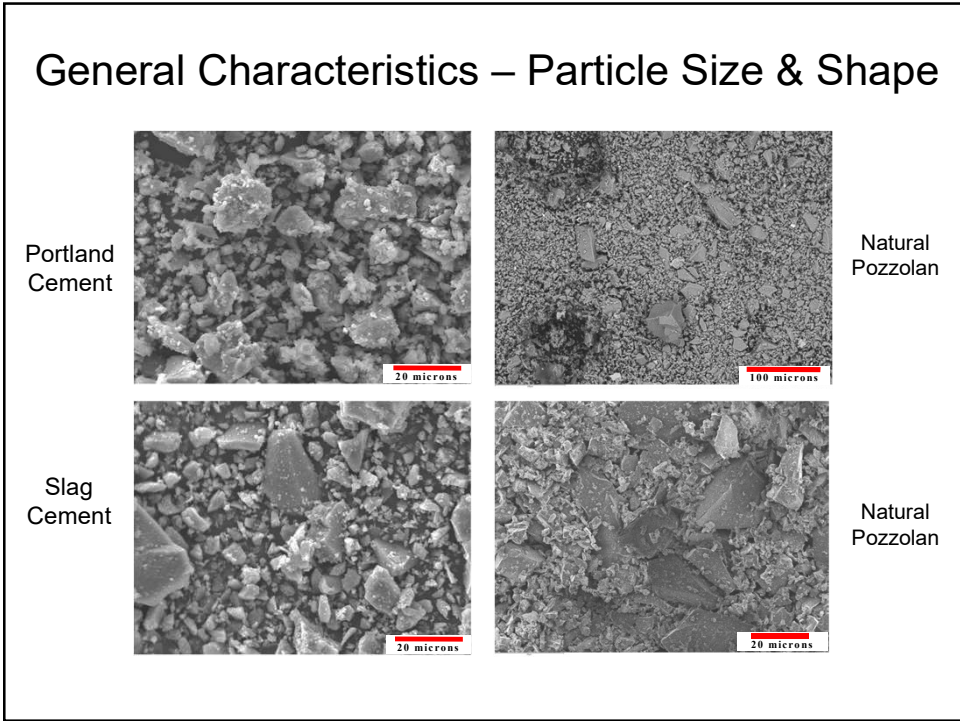 General Characteristics – Particle Size & Shape
Portland
Cement
20 microns
100 microns
Natural
Pozzolan
Slag
Cement
20 microns
20 microns
Natural
Pozzolan